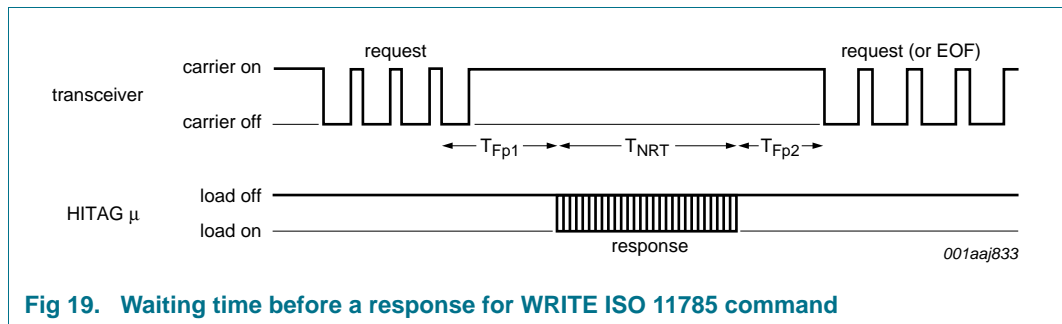 request
request (or EOF)
carrier on
transceiver
carrier off
TFp1
TNRT
TFp2
load off
HITAG μ
load on
response
001aaj833
Fig 19. Waiting time before a response for WRITE ISO 11785 command